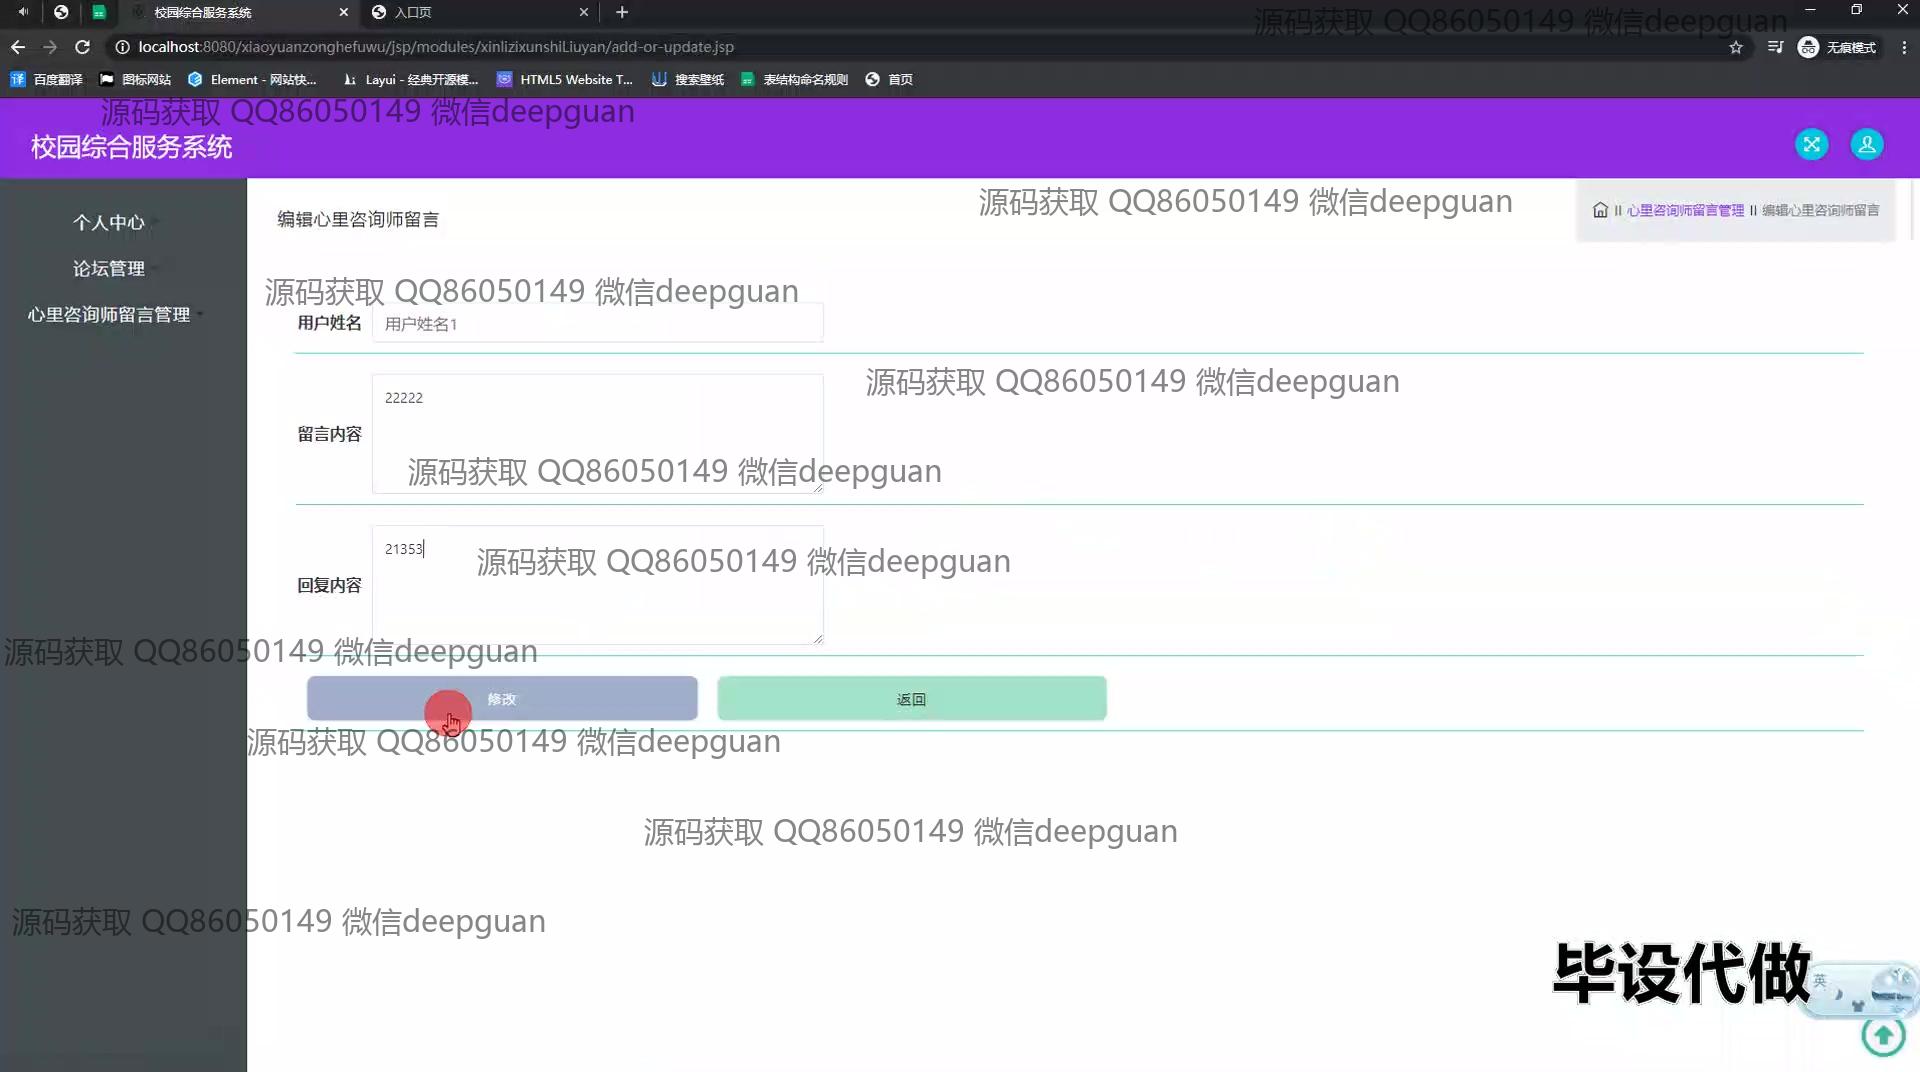 校园综合服务系统
入口页
源码获取 QQ86050149 微信deepguan
localhost:8080/xiaoyuanzonghefuwu/jsp/modules/xinlizixunshiLiuyan/add-or-update.jsp
无痕模式
百度翻译
图标网站
Element - 网站快...
Layui - 经典开源模...
HTML5 Website T...
搜索壁纸
表结构命名规则
首页
源码获取 QQ86050149 微信deepguan
校园综合服务系统
个人中心
论坛管理
心里咨询师留言管理
源码获取 QQ86050149 微信deepguan
编辑心里咨询师留言
心里咨询师留言管理
编辑心里咨询师留言
源码获取 QQ86050149 微信deepguan
用户姓名
用户姓名1
源码获取 QQ86050149 微信deepguan
留言内容
22222
源码获取 QQ86050149 微信deepguan
回复内容
21353
源码获取 QQ86050149 微信deepguan
源码获取 QQ86050149 微信deepguan
修改
返回
源码获取 QQ86050149 微信deepguan
源码获取 QQ86050149 微信deepguan
源码获取 QQ86050149 微信deepguan
毕设代做
英